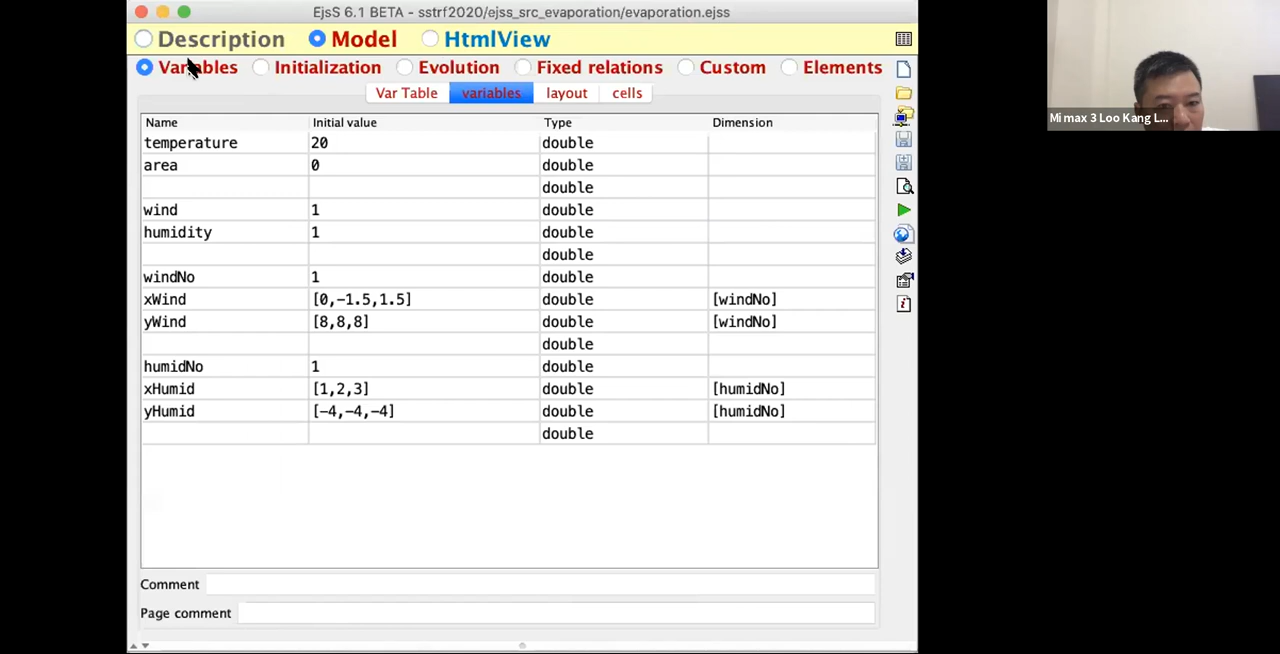 EjsS 6.1 BETA - sstrf2020/ejss_src_evaporation/evaporation.ejss
Description Model HtmlView
Variables Initialization Evolution Fixed relations Custom Elements
Var Table variables layout cells
Name Initial value Type Dimension
temperature 20 double
area 0 double
double
wind 1 double
humidity 1 double
double
windNo 1 double
xWind [0,-1.5,1.5] double [windNo]
yWind [8,8,8] double [windNo]
double
humidNo 1 double
xHumid [1,2,3] double [humidNo]
yHumid [-4,-4,-4] double [humidNo]
double
Comment
Page comment
Mi max 3 Loo Kang L...